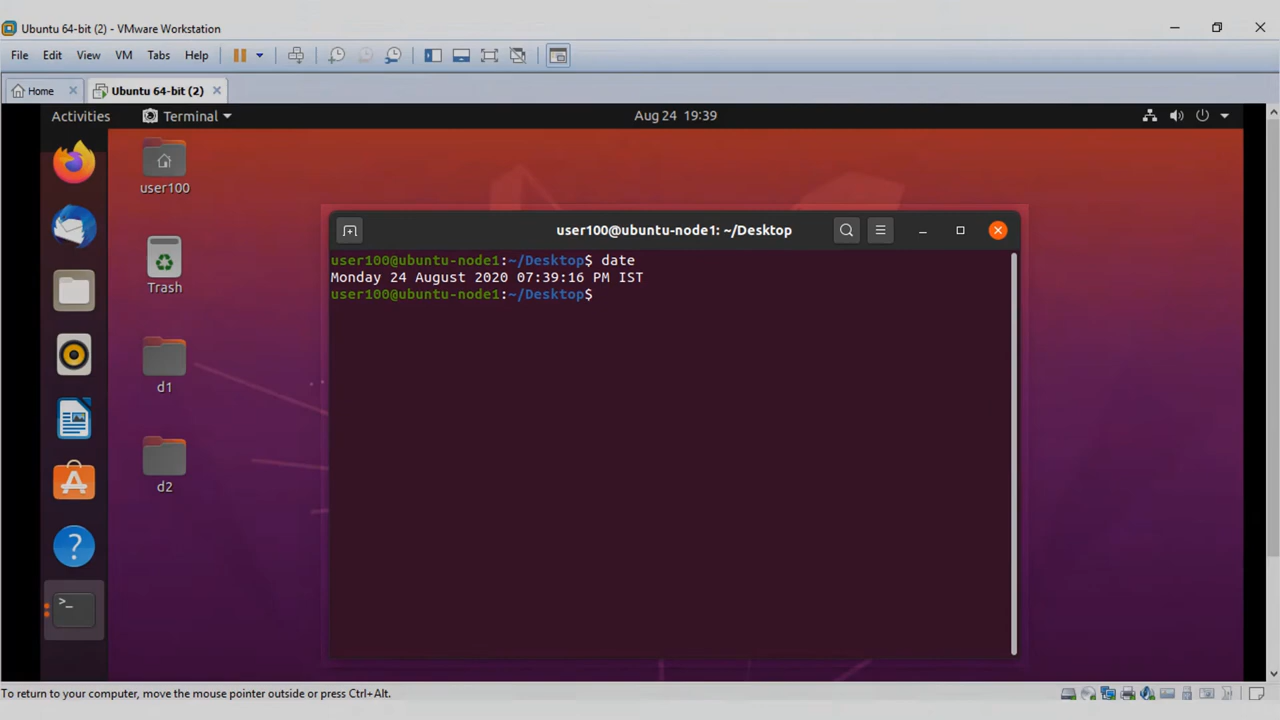 Ubuntu 64-bit (2) - VMware Workstation
File Edit View VM Tabs Help
Home Ubuntu 64-bit (2)
Activities Terminal Aug 24 19:39
user100
Trash
d1
d2
user100@ubuntu-node1: ~/Desktop
user100@ubuntu-node1:~/Desktop$ date
Monday 24 August 2020 07:39:16 PM IST
user100@ubuntu-node1:~/Desktop$
To return to your computer, move the mouse pointer outside or press Ctrl+Alt.